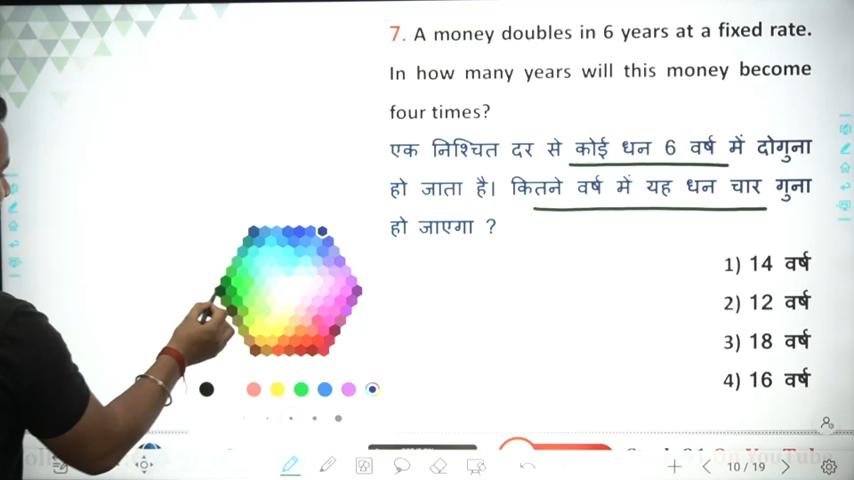 7. A money doubles in 6 years at a fixed rate.
In how many years will this money become
four times?
एक निश्चित दर से कोई धन 6 वर्ष में दोगुना
हो जाता है। कितने वर्ष में यह धन चार गुना
हो जाएगा ?
1) 14 वर्ष
2) 12 वर्ष
3) 18 वर्ष
4) 16 वर्ष
On YouTube
10 / 19